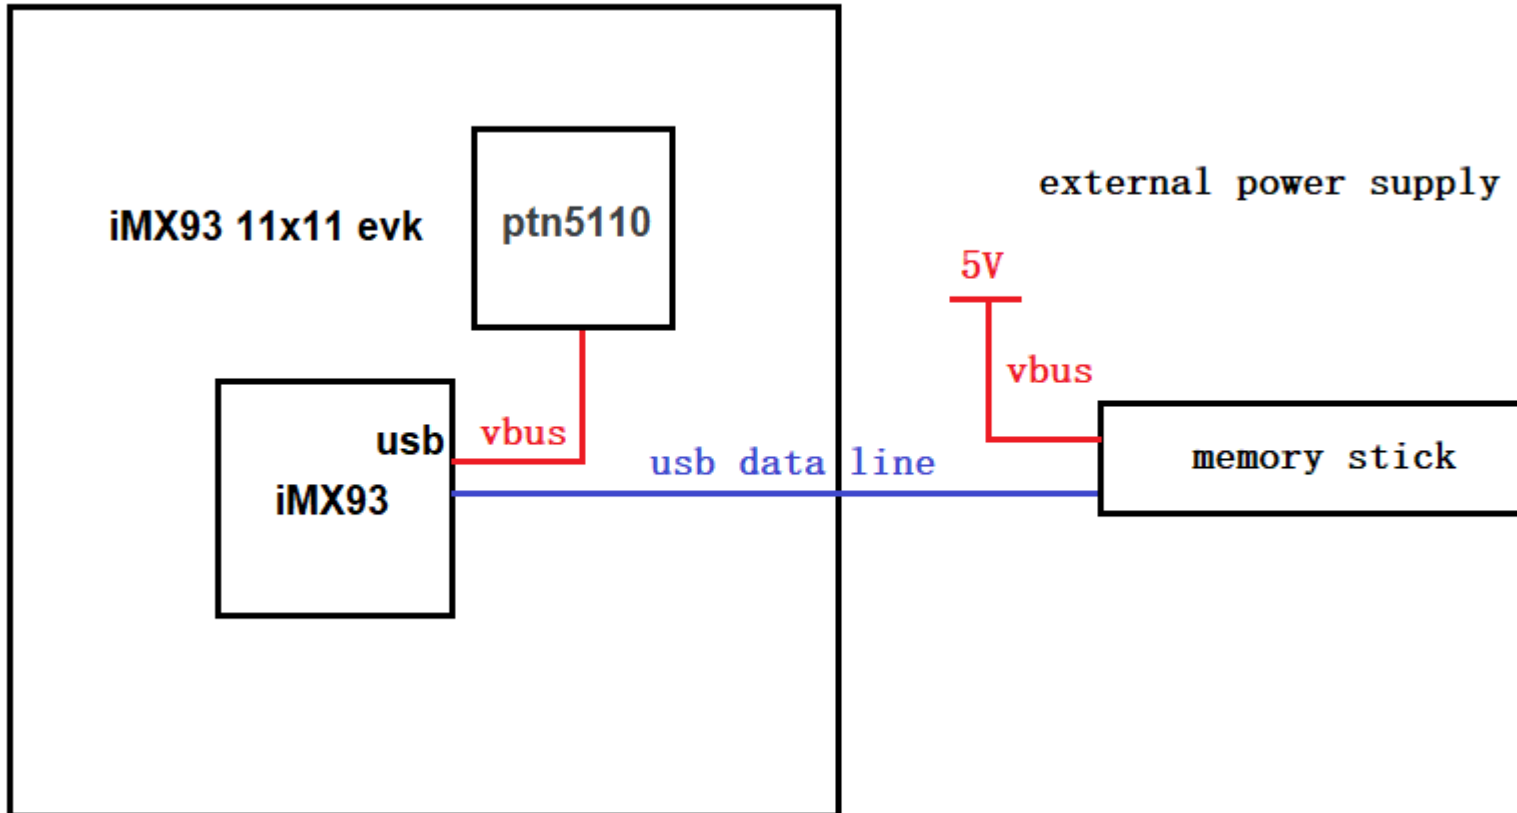 iMX93 11x11 evk
ptn5110
external power supply
5V
vbus
usb
vbus
usb data line
iMX93
memory stick